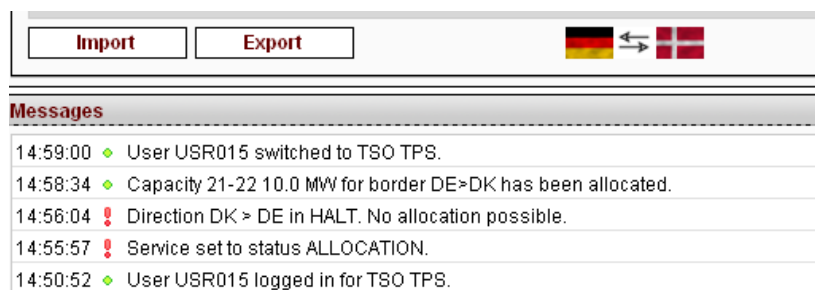 Import Export
Messages
14:59:00 User USR015 switched to TSO TPS.
14:58:34 Capacity 21-22 10.0 MW for border DE>DK has been allocated.
14:56:04 Direction DK > DE in HALT. No allocation possible.
14:55:57 Service set to status ALLOCATION.
14:50:52 User USR015 logged in for TSO TPS.